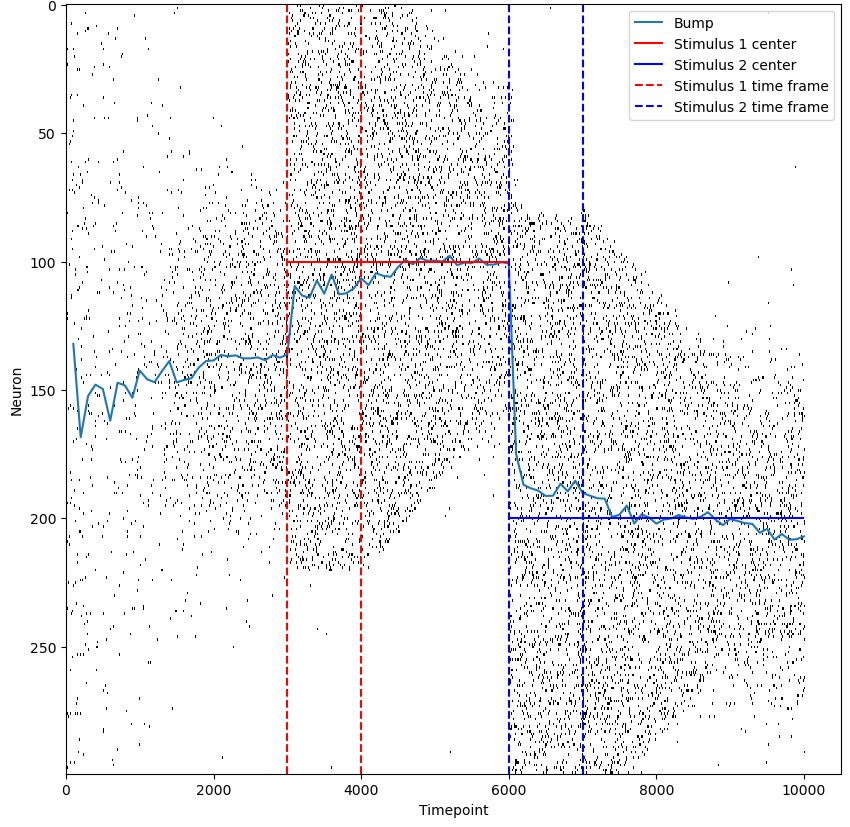 0
50
100
150
200
250
Neuron
0
2000
4000
6000
8000
10000
Timepoint
Bump
Stimulus 1 center
Stimulus 2 center
Stimulus 1 time frame
Stimulus 2 time frame